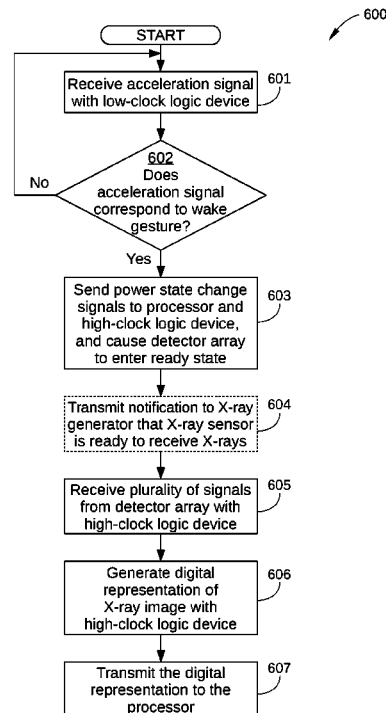 600
START
Receive acceleration signal
with low-clock logic device
601
602
Does
acceleration signal
correspond to wake
gesture?
No
Yes
Send power state change
signals to processor and
high-clock logic device,
and cause detector array
to enter ready state
603
Transmit notification to X-ray
generator that X-ray sensor
is ready to receive X-rays
604
Receive plurality of signals
from detector array with
high-clock logic device
605
Generate digital
representation of
X-ray image with
high-clock logic device
606
Transmit the digital
representation to the
processor
607